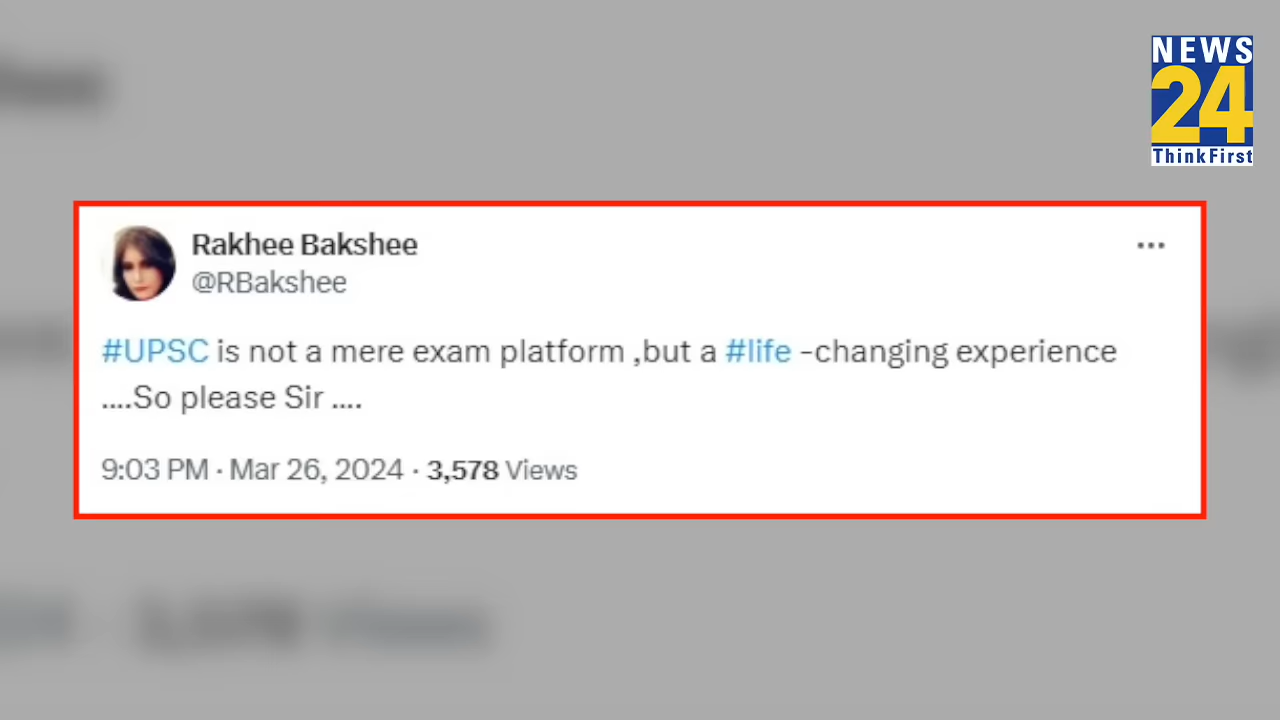 NEWS
24
ThinkFirst
Rakhee Bakshee
@RBakshee
#UPSC is not a mere exam platform ,but a #life -changing experience
....So please Sir ....
9:03 PM · Mar 26, 2024 · 3,578 Views